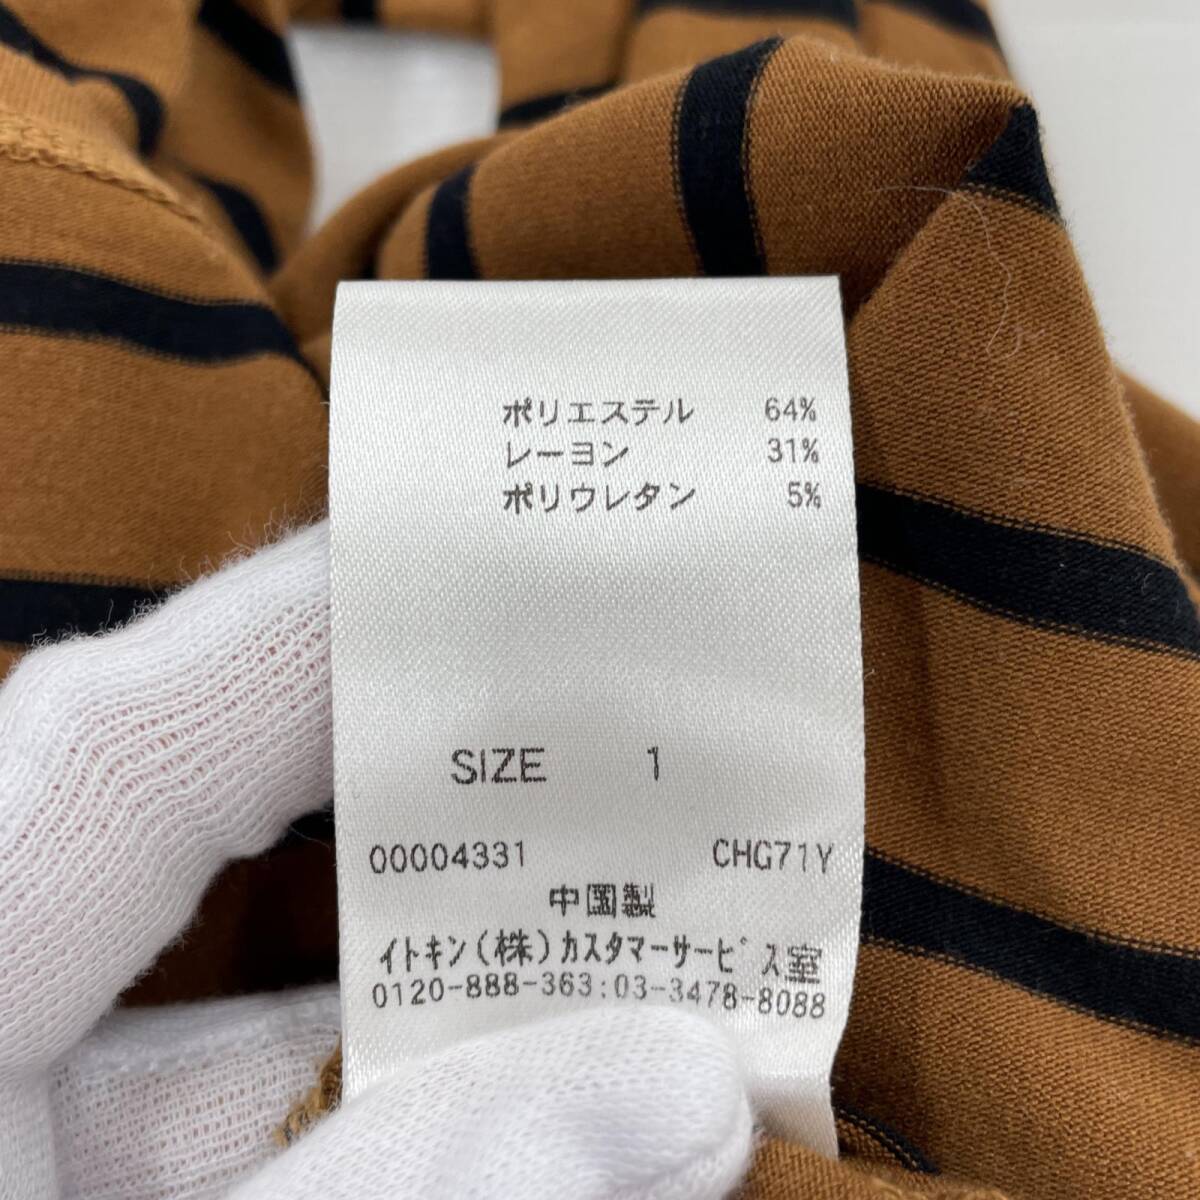 ポリエステル 64%
レーヨン 31%
ポリウレタン 5%
SIZE 1
00004331 CHG71Y
中国製
イトキン(株)カスタマーサービス室
0120-888-363:03-3478-8088